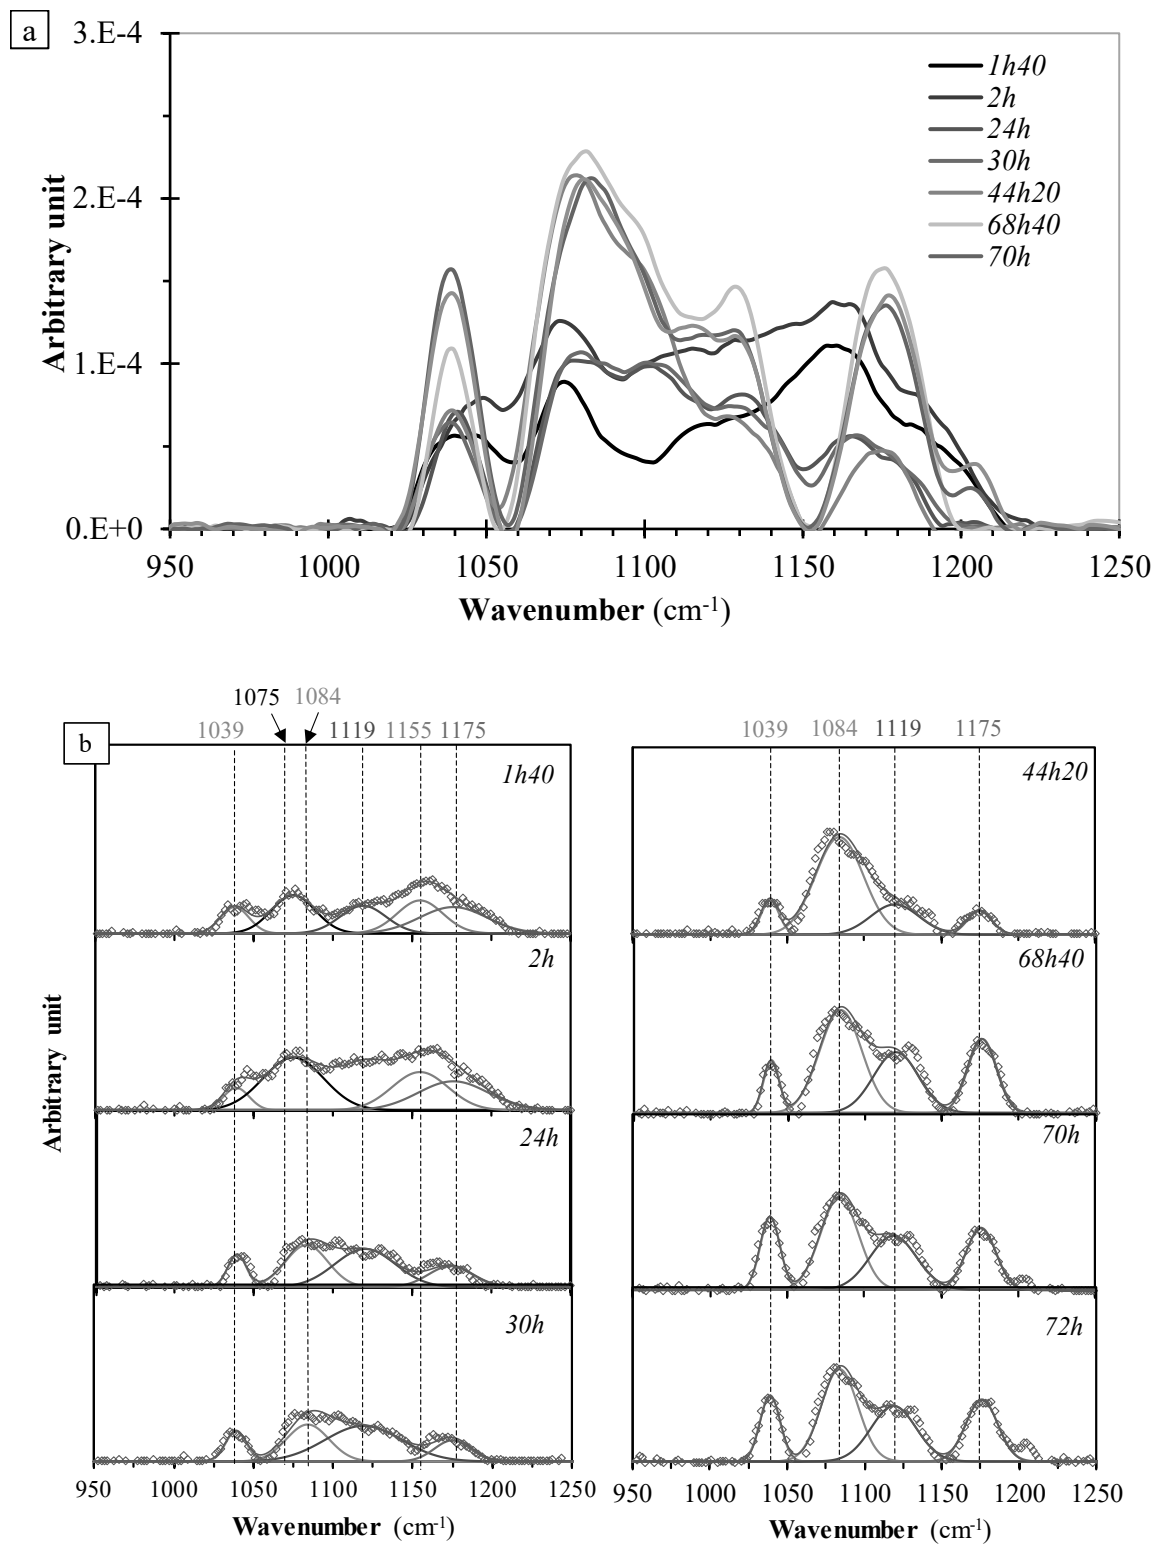 a
3.E-4
2.E-4
1.E-4
0.E+0
Arbitrary unit
1h40
2h
24h
30h
44h20
68h40
70h
950 1000 1050 1100 1150 1200 1250
Wavenumber (cm-1)
b
1075 1084
1039 1119 1155 1175
1039 1084 1119 1175
1h40
2h
24h
30h
44h20
68h40
70h
72h
Arbitrary unit
950 1000 1050 1100 1150 1200 1250
Wavenumber (cm-1)
950 1000 1050 1100 1150 1200 1250
Wavenumber (cm-1)